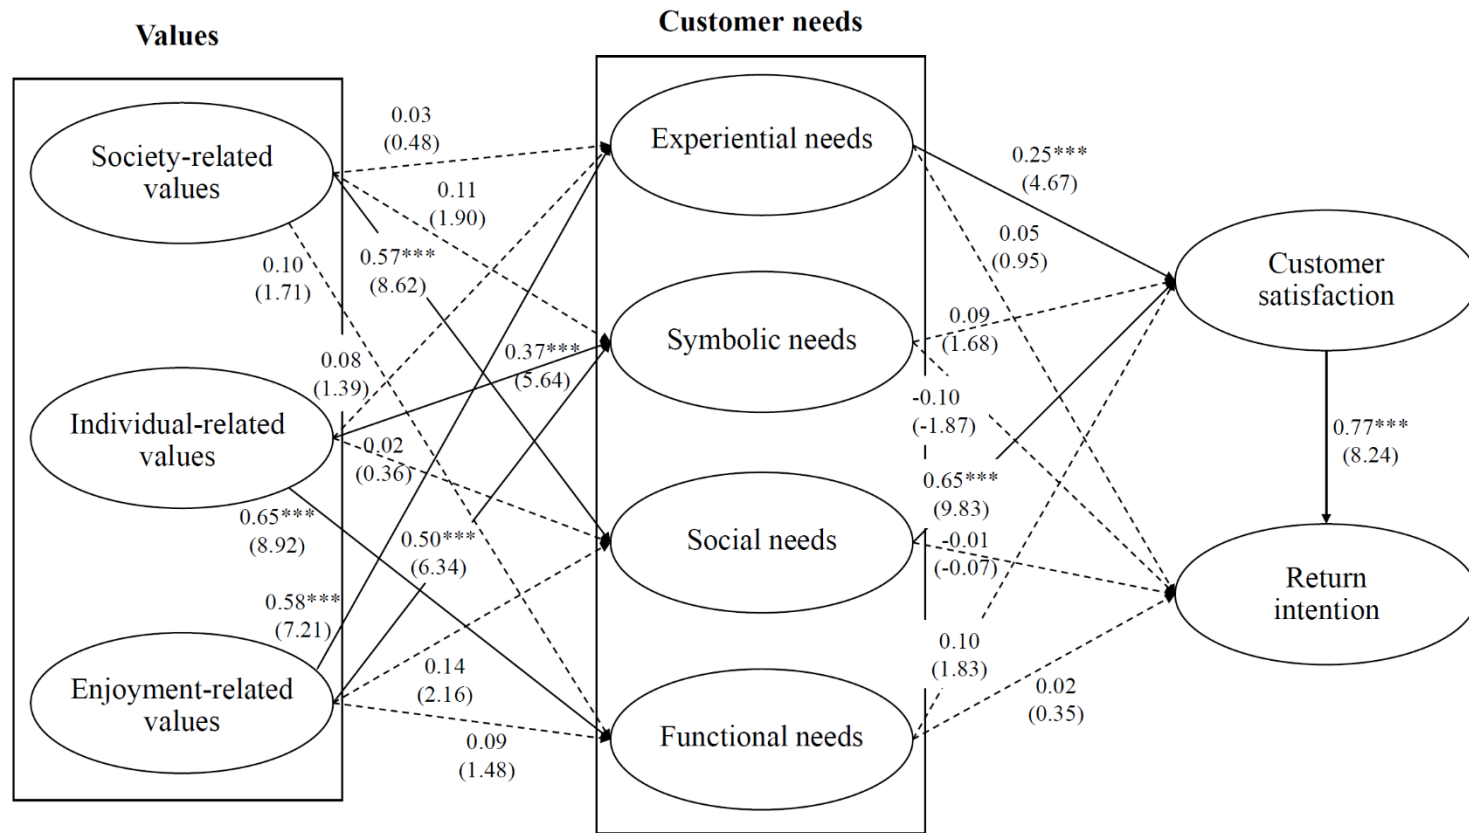 Values
Customer needs
Society-related
values
Individual-related
values
Enjoyment-related
values
0.03
(0.48)
0.11
(1.90)
0.57***
(8.62)
0.10
(1.71)
0.08
(1.39)
0.37***
(5.64)
0.02
(0.36)
0.65***
(8.92)
0.58***
(7.21)
0.50***
(6.34)
0.14
(2.16)
0.09
(1.48)
Experiential needs
Symbolic needs
Social needs
Functional needs
0.25***
(4.67)
0.05
(0.95)
0.09
(1.68)
-0.10
(-1.87)
0.65***
(9.83)
-0.01
(-0.07)
0.10
(1.83)
0.02
(0.35)
Customer
satisfaction
0.77***
(8.24)
Return
intention